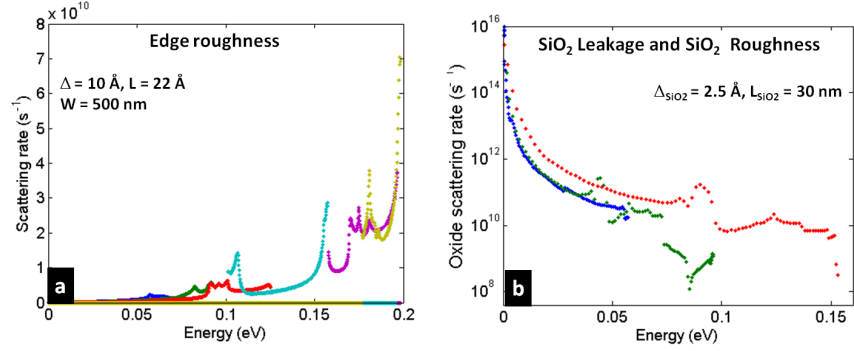 Edge roughness
Δ = 10 Å, L = 22 Å
W = 500 nm
Scattering rate (s⁻¹)
x 10¹⁰
8
7
6
5
4
3
2
1
0
0
0.05
0.1
0.15
0.2
Energy (eV)
a
SiO₂ Leakage and SiO₂ Roughness
Δ_SiO2 = 2.5 Å, L_SiO2 = 30 nm
Oxide scattering rate (s⁻¹)
10¹⁶
10¹⁴
10¹²
10¹⁰
10⁸
0
0.05
0.1
0.15
Energy (eV)
b